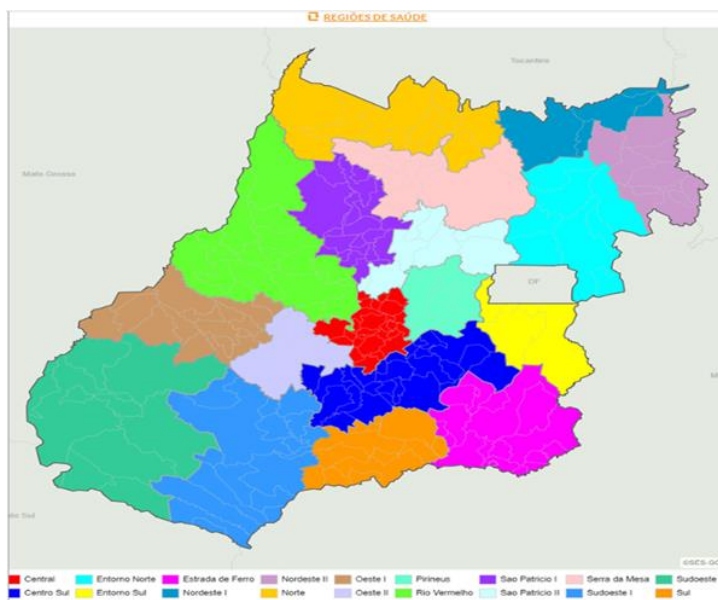 REGIÕES DE SAÚDE
Tocantins
Mato Grosso
DF
©SES-GO
Central Entorno Norte Estrada de Ferro Nordeste II Oeste I Pirineus Sao Patricio I Serra da Mesa Sudoeste
Centro Sul Entorno Sul Nordeste I Norte Oeste II Rio Vermelho Sao Patricio II Sudoeste I Sul